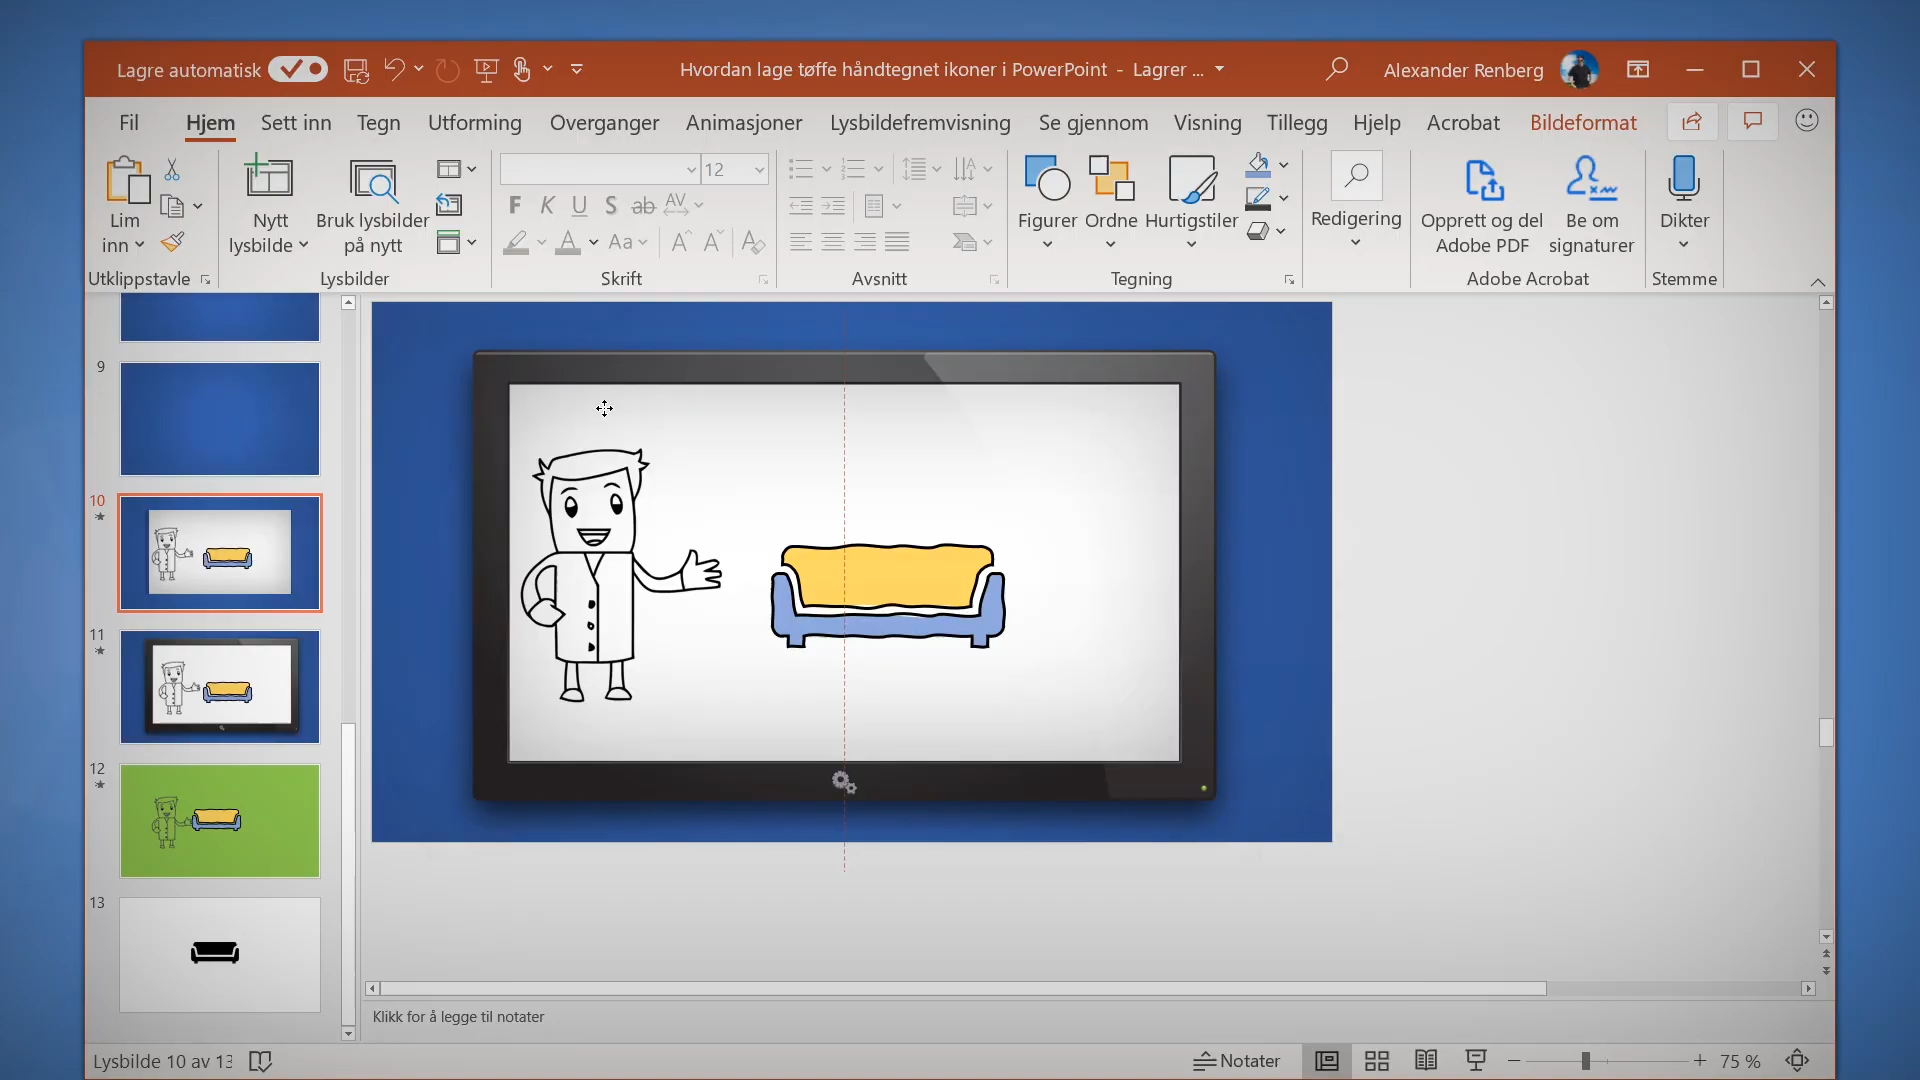 Lagre automatisk
Hvordan lage tøffe håndtegnet ikoner i PowerPoint - Lagrer ...
Alexander Renberg
Fil Hjem Sett inn Tegn Utforming Overganger Animasjoner Lysbildefremvisning Se gjennom Visning Tillegg Hjelp Acrobat Bildeformat
Lim inn
Utklippstavle
Nytt lysbilde
Bruk lysbilder på nytt
Lysbilder
12
F K U S ab AV
A Aa A A A
Skrift
Avsnitt
Figurer
Ordne
Hurtigstiler
Tegning
Redigering
Opprett og del Adobe PDF
Be om signaturer
Adobe Acrobat
Dikter
Stemme
9
10
11
12
13
Klikk for å legge til notater
Lysbilde 10 av 13
Notater
75 %